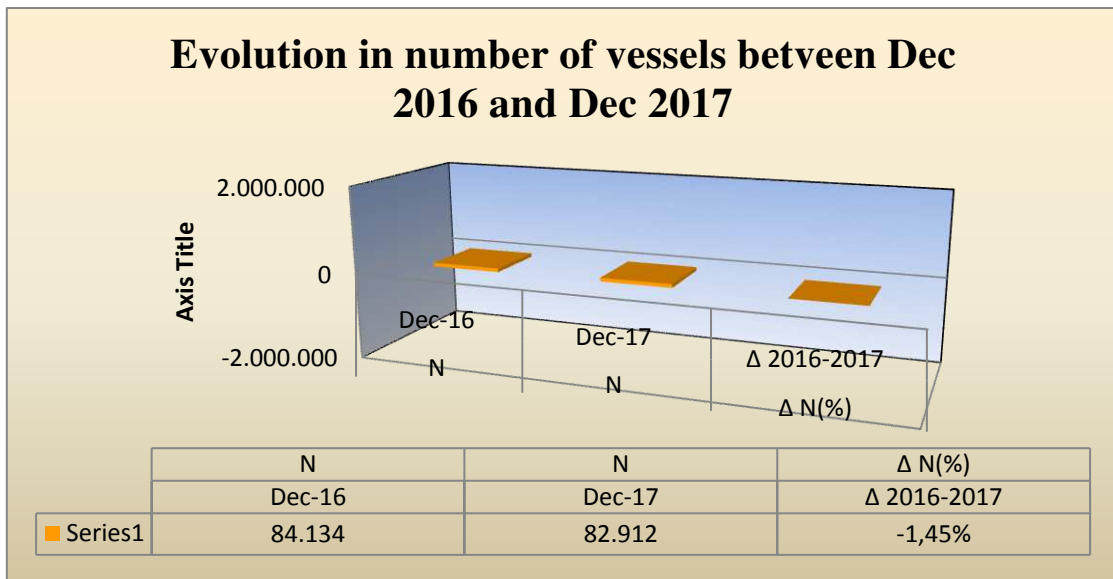 Evolution in number of vessels betveen Dec
2016 and Dec 2017
Axis Title
2.000.000
0
-2.000.000
Dec-16
N
Dec-17
N
Δ 2016-2017
Δ N(%)
N N Δ N(%)
Dec-16 Dec-17 Δ 2016-2017
Series1 84.134 82.912 -1,45%